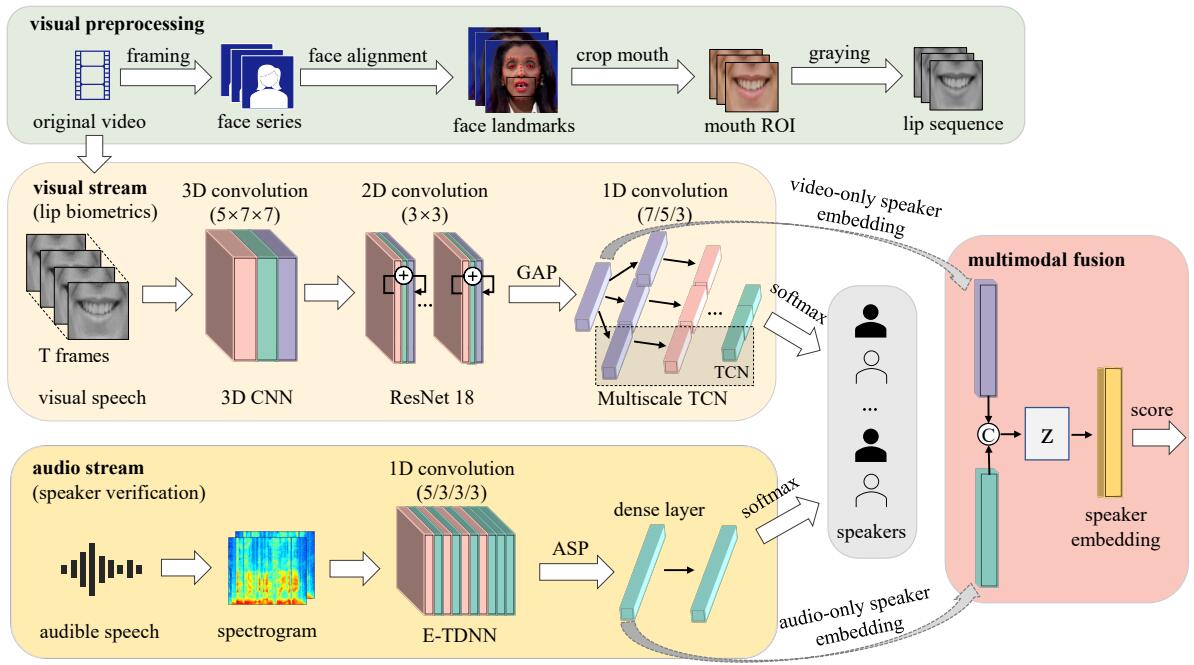 visual preprocessing
framing
face alignment
crop mouth
graying
original video
face series
face landmarks
mouth ROI
lip sequence
visual stream
(lip biometrics)
3D convolution
(5×7×7)
2D convolution
(3×3)
1D convolution
(7/5/3)
video-only speaker
embedding
GAP
softmax
...
...
TCN
T frames
visual speech
3D CNN
ResNet 18
Multiscale TCN
...
speakers
multimodal fusion
C
Z
score
speaker
embedding
audio stream
(speaker verification)
1D convolution
(5/3/3/3)
dense layer
softmax
ASP
audible speech
spectrogram
E-TDNN
audio-only speaker
embedding